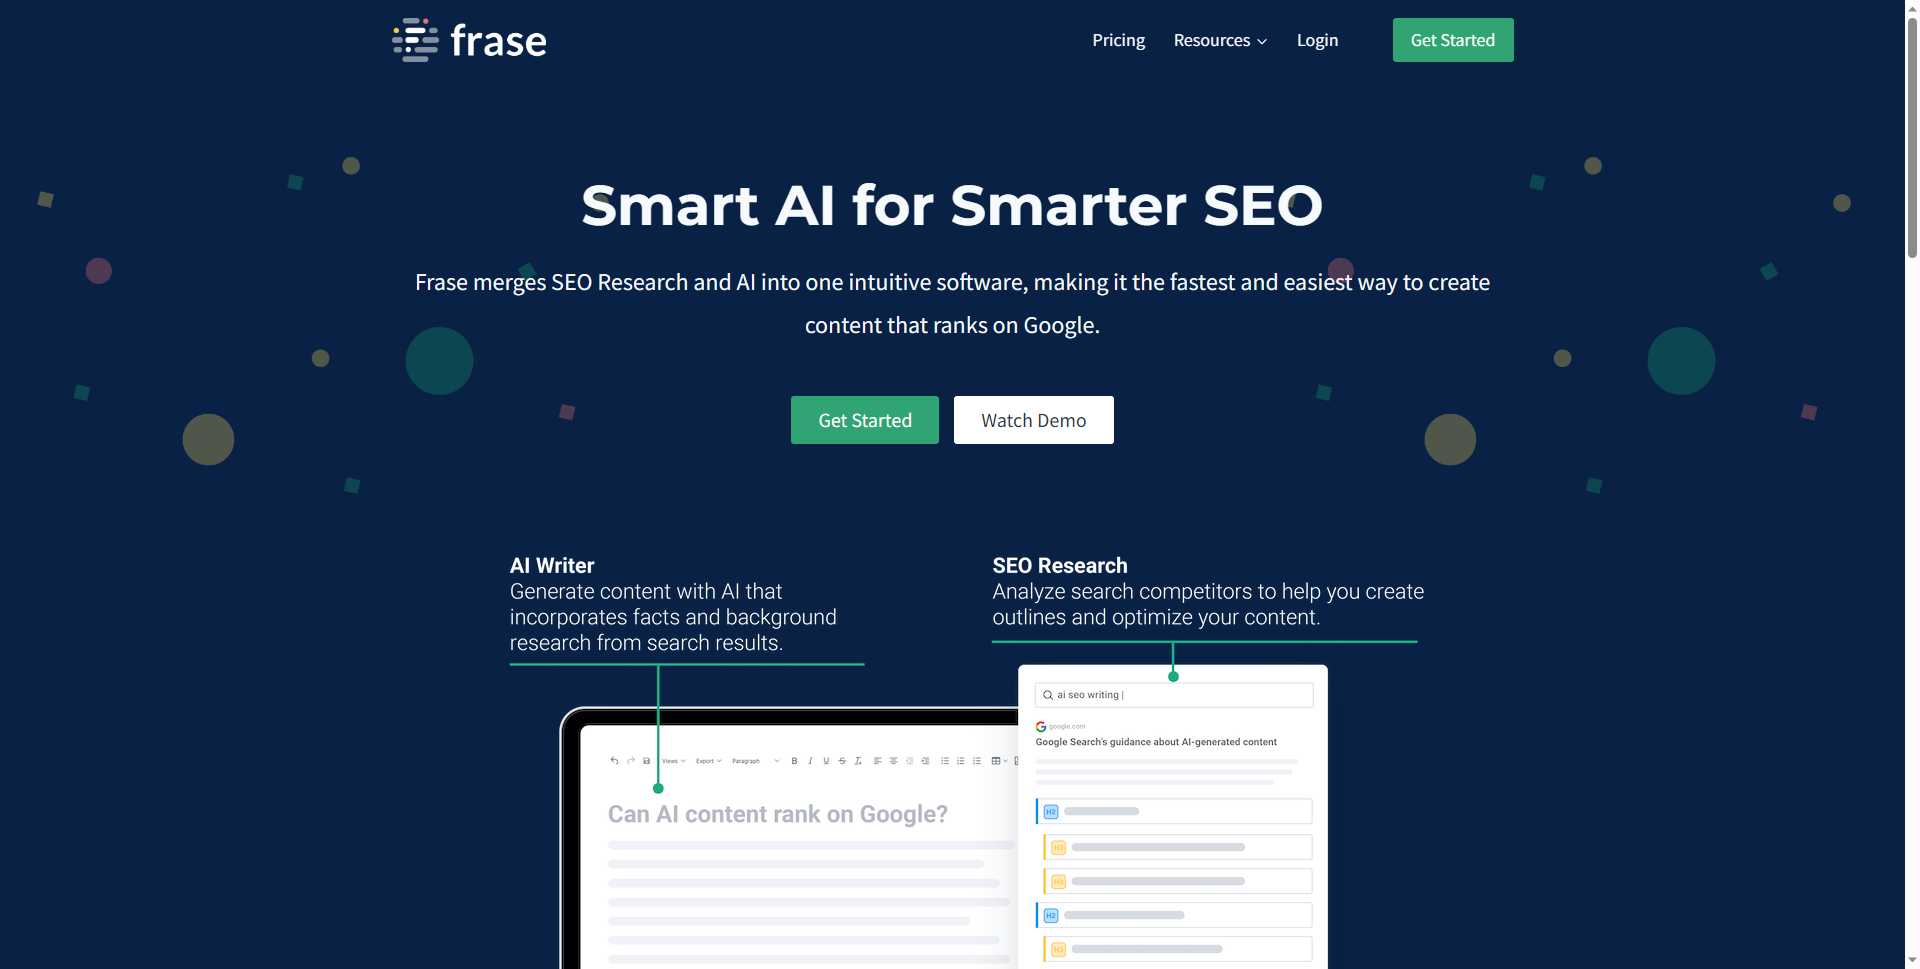 frase
Pricing
Resources
Login
Get Started
Smart AI for Smarter SEO
Frase merges SEO Research and AI into one intuitive software, making it the fastest and easiest way to create
content that ranks on Google.
Get Started
Watch Demo
AI Writer
Generate content with AI that
incorporates facts and background
research from search results.
SEO Research
Analyze search competitors to help you create
outlines and optimize your content.
ai seo writing
google.com
Google Search's guidance about AI-generated content
Views
Export
Paragraph
B I U S
Can AI content rank on Google?
H2
H3
H3
H2
H3